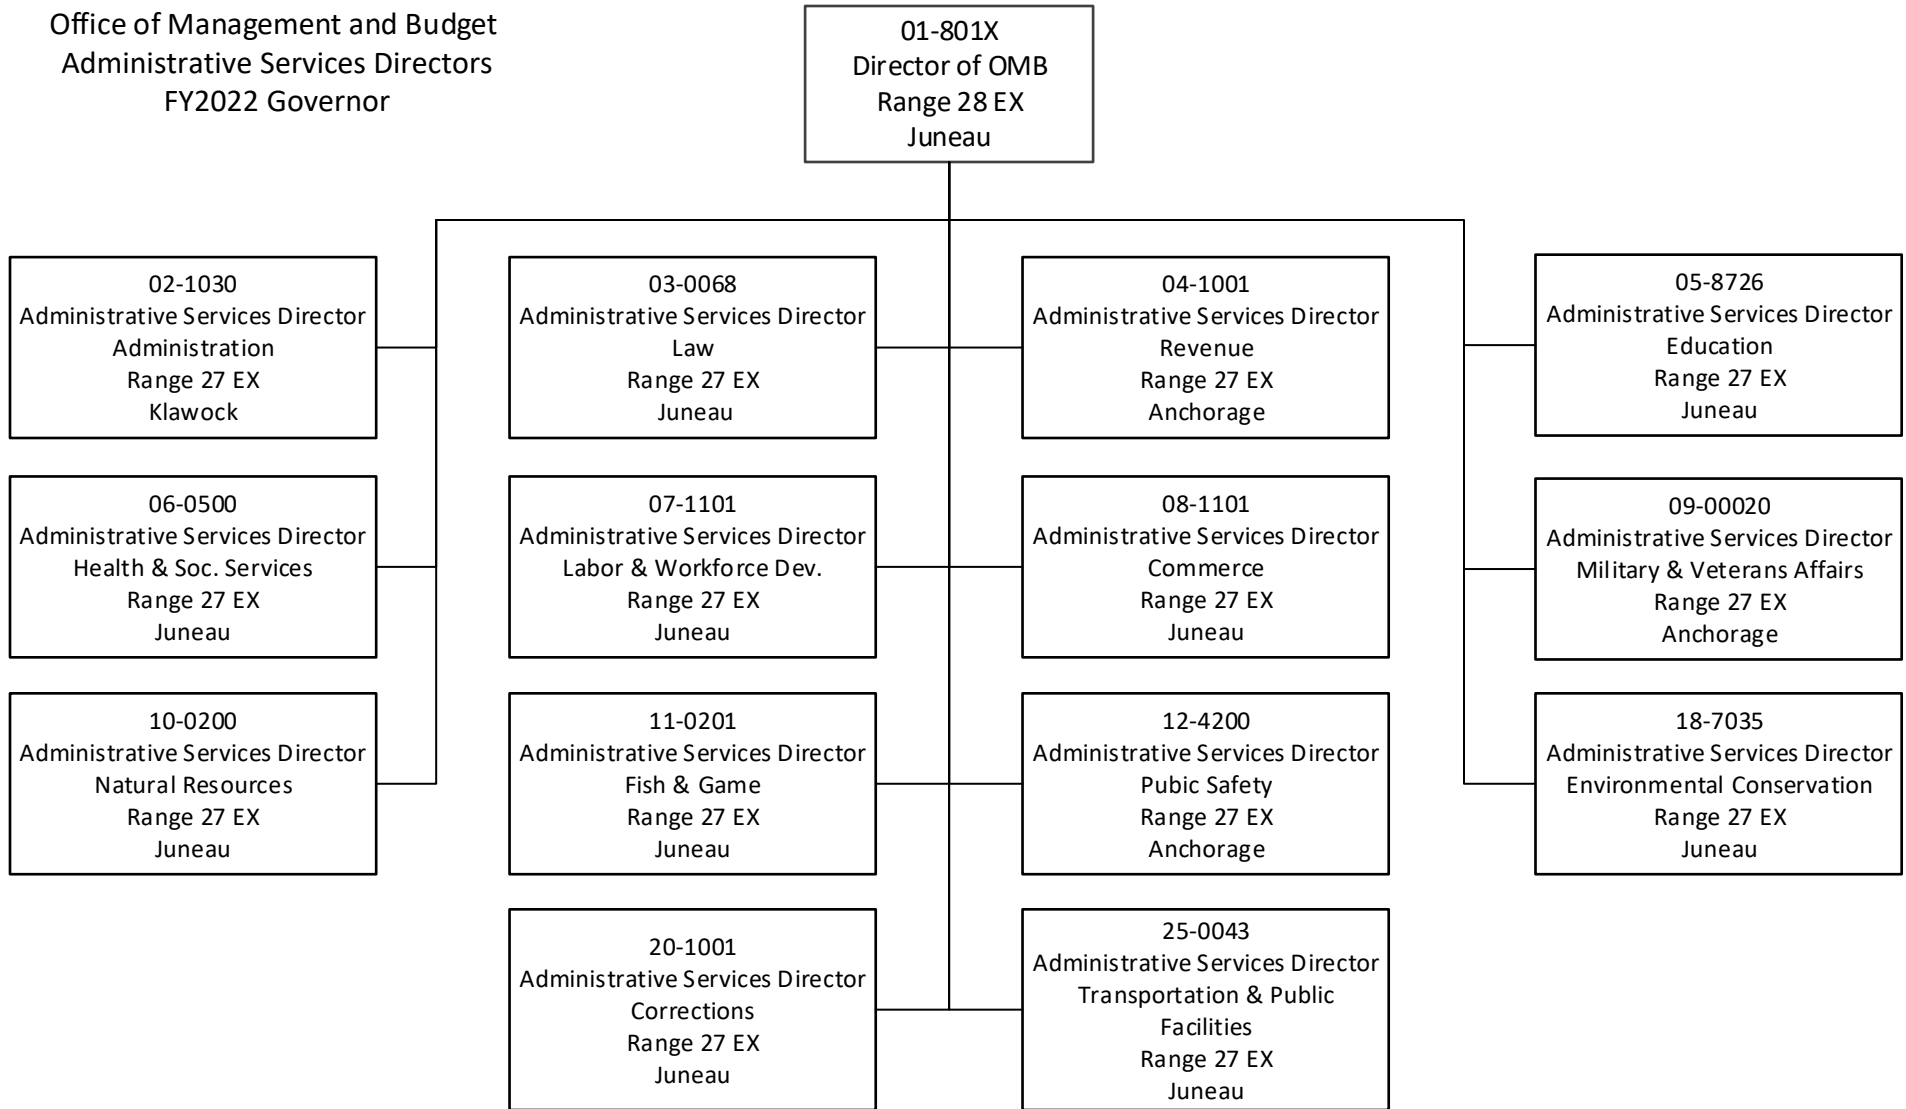 Office of Management and Budget
Administrative Services Directors
FY2022 Governor
01-801X
Director of OMB
Range 28 EX
Juneau
02-1030
Administrative Services Director
Administration
Range 27 EX
Klawock
03-0068
Administrative Services Director
Law
Range 27 EX
Juneau
04-1001
Administrative Services Director
Revenue
Range 27 EX
Anchorage
05-8726
Administrative Services Director
Education
Range 27 EX
Juneau
06-0500
Administrative Services Director
Health & Soc. Services
Range 27 EX
Juneau
07-1101
Administrative Services Director
Labor & Workforce Dev.
Range 27 EX
Juneau
08-1101
Administrative Services Director
Commerce
Range 27 EX
Juneau
09-00020
Administrative Services Director
Military & Veterans Affairs
Range 27 EX
Anchorage
10-0200
Administrative Services Director
Natural Resources
Range 27 EX
Juneau
11-0201
Administrative Services Director
Fish & Game
Range 27 EX
Juneau
12-4200
Administrative Services Director
Pubic Safety
Range 27 EX
Anchorage
18-7035
Administrative Services Director
Environmental Conservation
Range 27 EX
Juneau
20-1001
Administrative Services Director
Corrections
Range 27 EX
Juneau
25-0043
Administrative Services Director
Transportation & Public
Facilities
Range 27 EX
Juneau